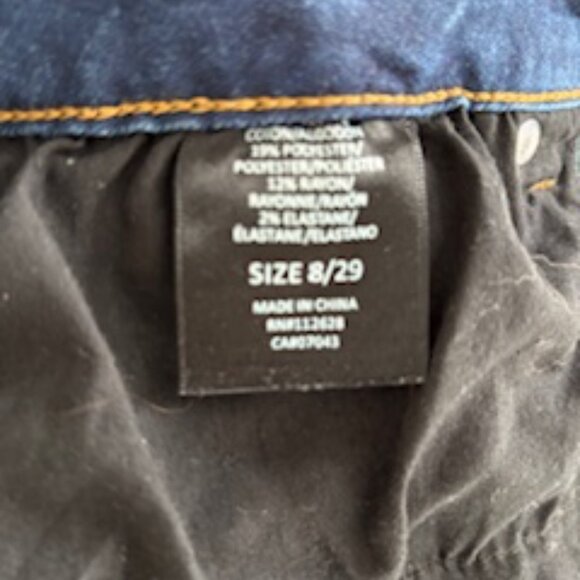 COTON/ALGODÓN
19% POLYESTER/
POLYESTER/POLIÉSTER
12% RAYON/
RAYONNE/RAYÓN
2% ELASTANE/
ÉLASTANE/ELASTANO
SIZE 8/29
MADE IN CHINA
RN#112628
CA#07043